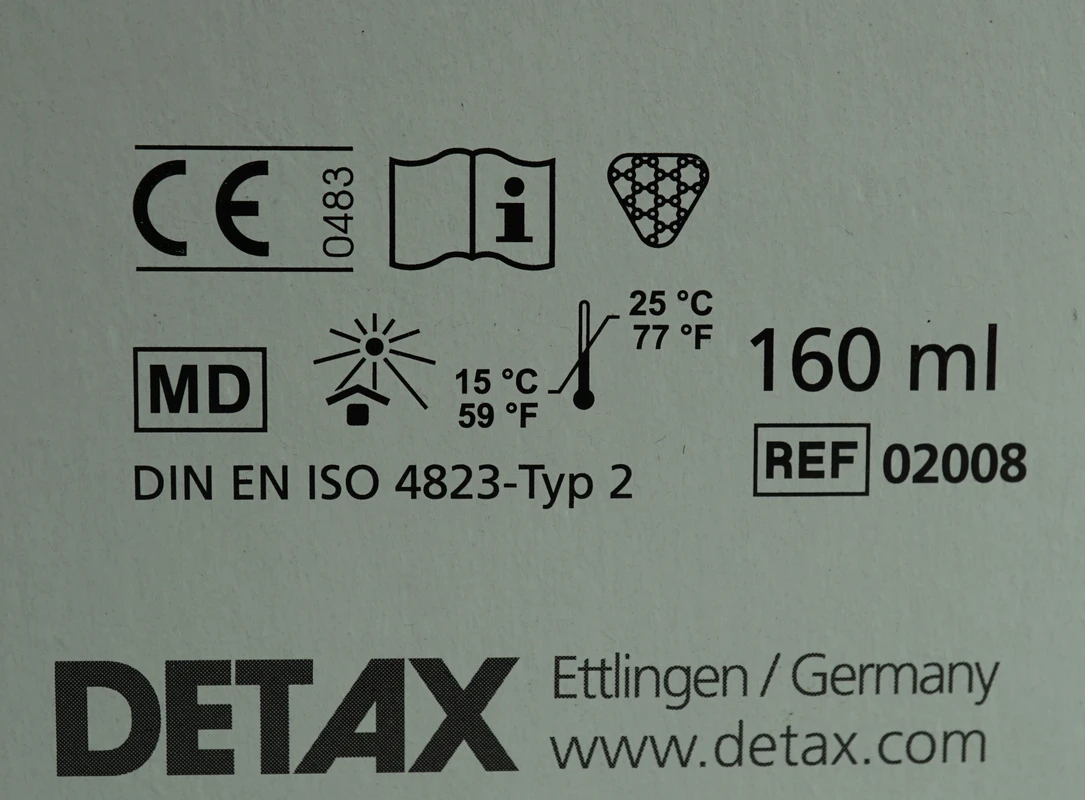 CE 0483
i
25 °C
77 °F
15 °C
59 °F
160 ml
MD
DIN EN ISO 4823-Typ 2
REF 02008
DETAX
Ettlingen / Germany
www.detax.com